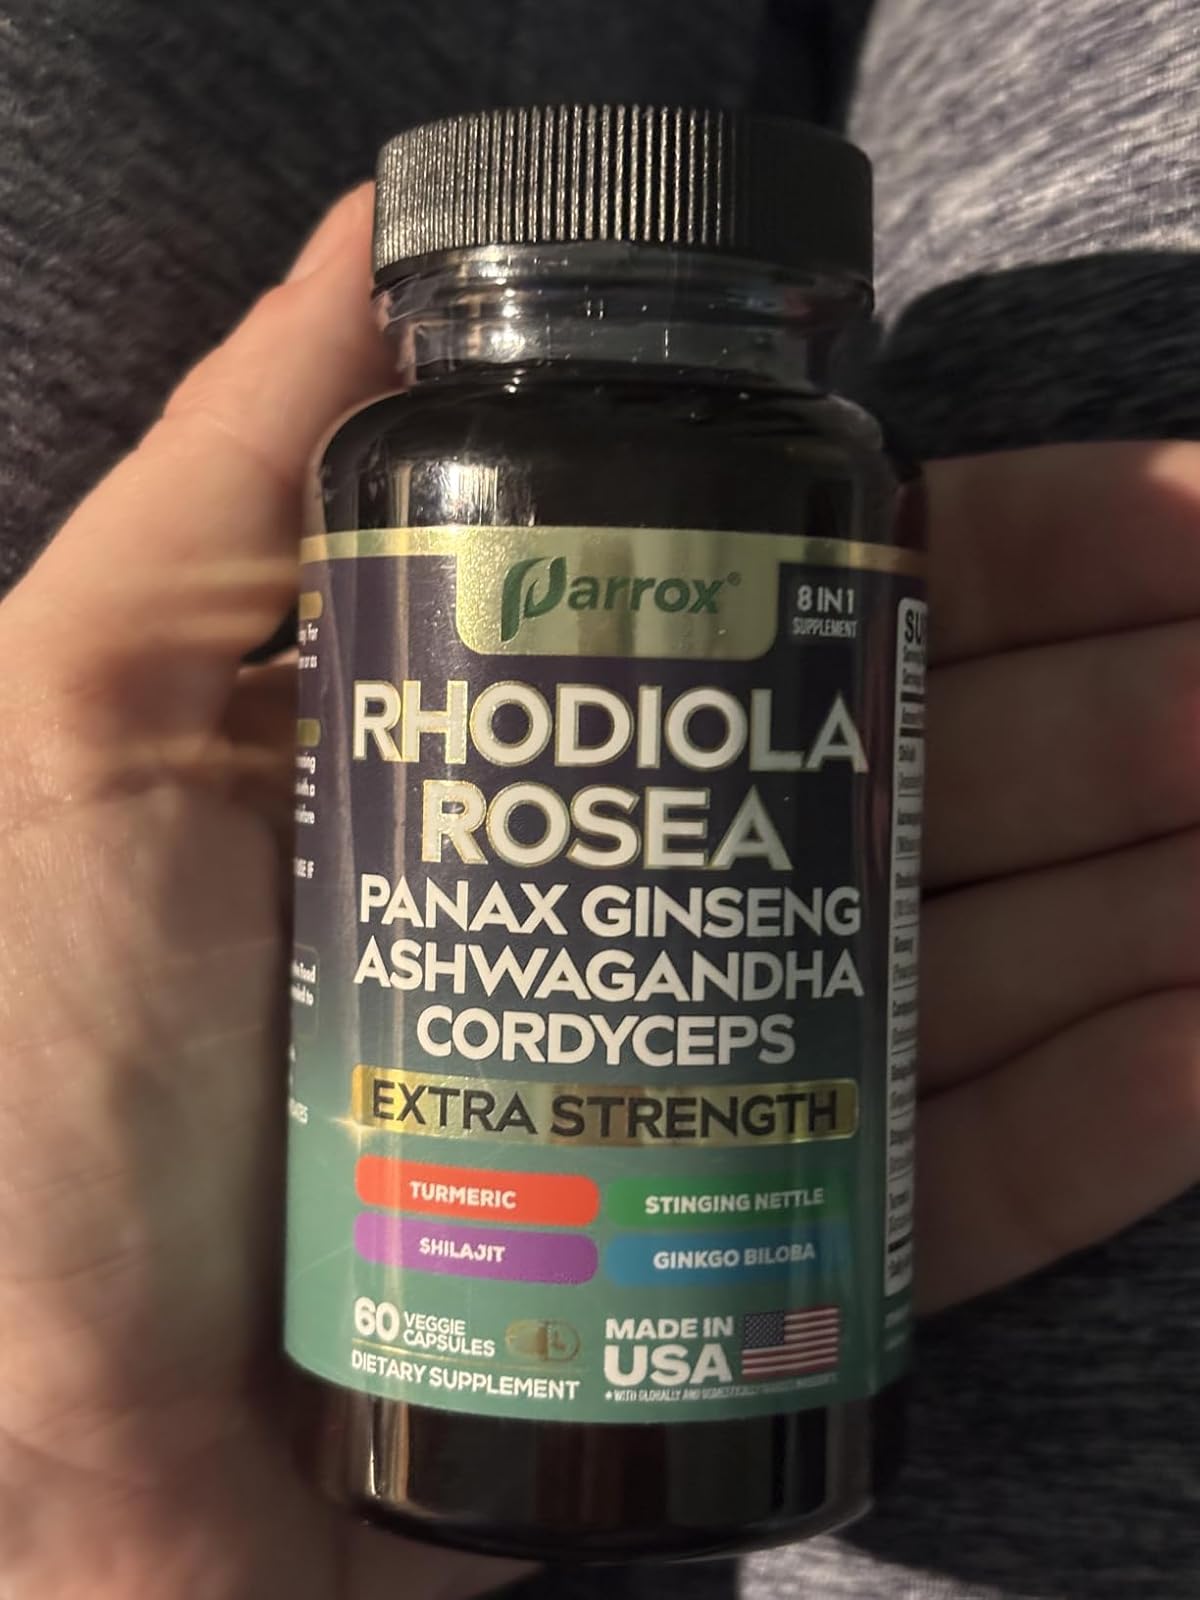 Parrox®
8 IN 1
SUPPLEMENT
RHODIOLA
ROSEA
PANAX GINSENG
ASHWAGANDHA
CORDYCEPS
EXTRA STRENGTH
TURMERIC
STINGING NETTLE
SHILAJIT
GINKGO BILOBA
60 VEGGIE
CAPSULES
DIETARY SUPPLEMENT
MADE IN
USA